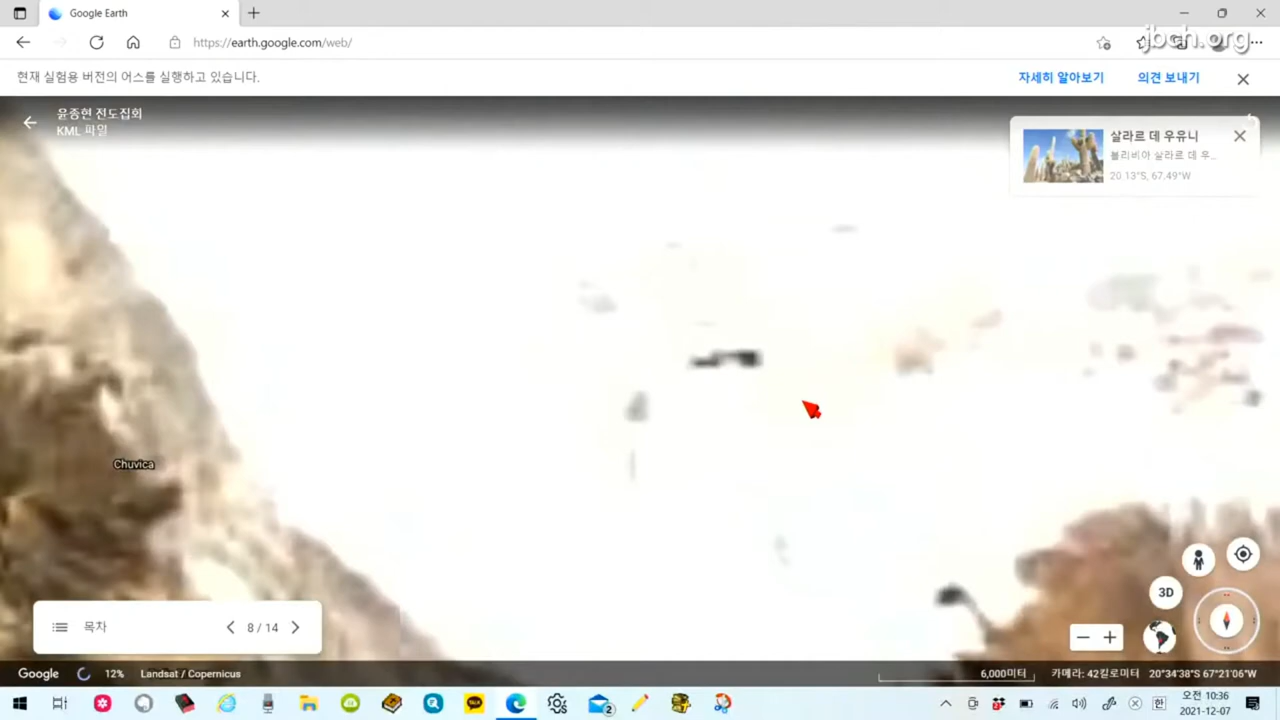 Google Earth
https://earth.google.com/web/
jbch.org
현재 실험용 버전의 어스를 실행하고 있습니다.
자세히 알아보기
의견 보내기
윤종현 전도집회
KML 파일
살라르 데 우유니
볼리비아 살라르 데 우...
20 13°S, 67.49°W
Chuvica
목차
8 / 14
3D
Google
12%
Landsat / Copernicus
6,000미터
카메라: 42킬로미터
20°34'38"S 67°21'06"W
TALK
2
한
오전 10:36
2021-12-07